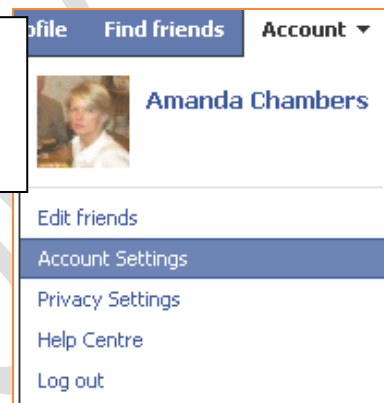 ofile Find friends Account
Amanda Chambers
Edit friends
Account Settings
Privacy Settings
Help Centre
Log out